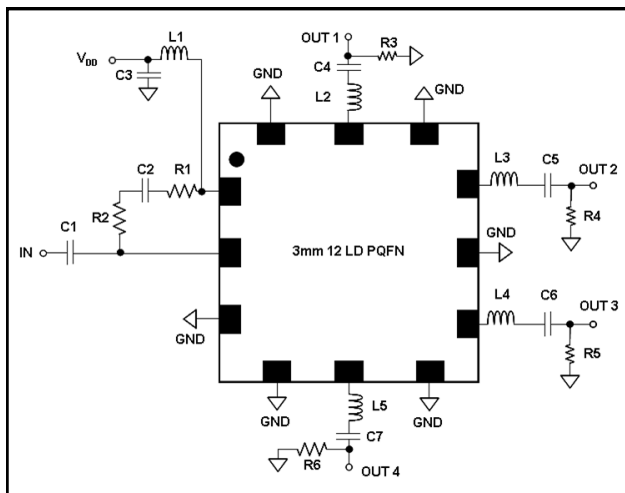 L1
OUT 1
R3
VDD
C3
C4
GND
L2
GND
C2
R1
L3
C5
OUT 2
R2
R4
C1
GND
IN
3mm 12 LD PQFN
L4
C6
OUT 3
GND
R5
L5
GND
GND
C7
R6
OUT 4